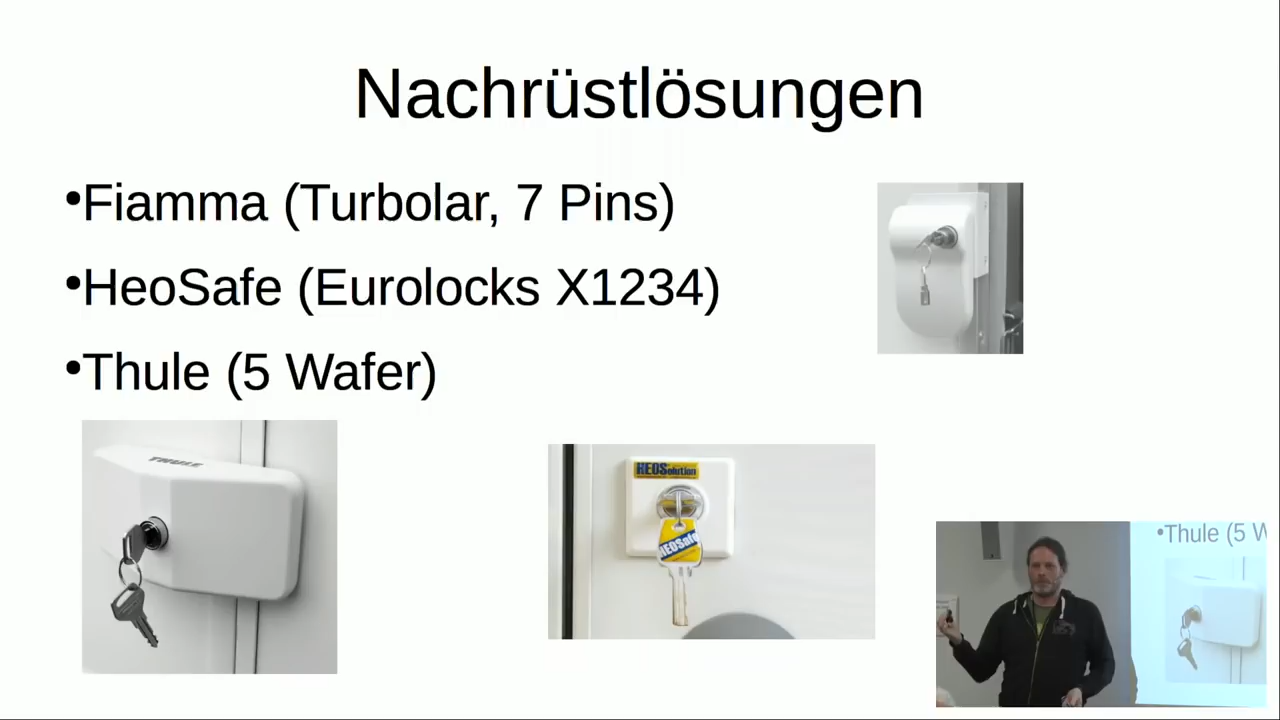 Nachrüstlösungen
•Fiamma (Turbolar, 7 Pins)
•HeoSafe (Eurolocks X1234)
•Thule (5 Wafer)
THULE
HEOSolution
HEOSafe
•Thule (5 W